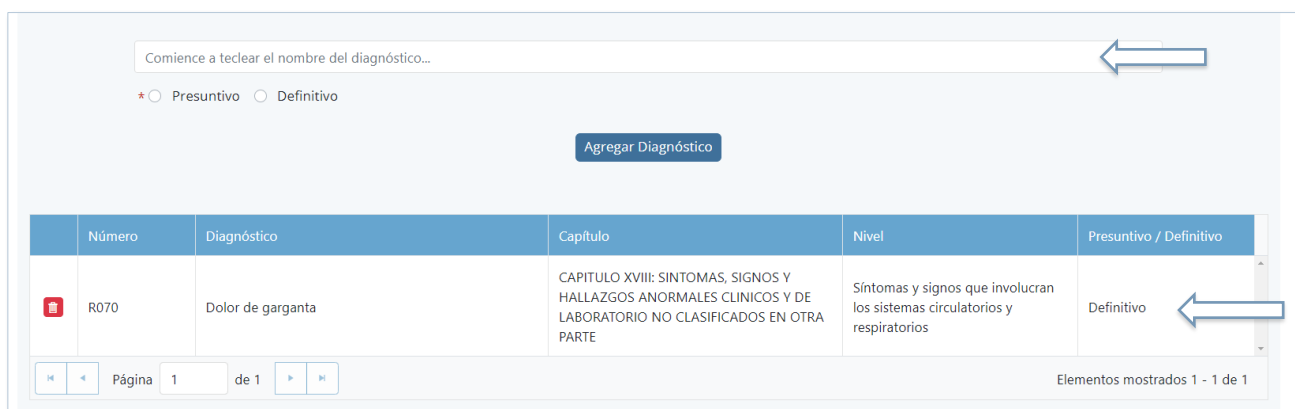 Comience a teclear el nombre del diagnóstico...
* Presuntivo Definitivo
Agregar Diagnóstico
Número Diagnóstico Capítulo Nivel Presuntivo / Definitivo
R070 Dolor de garganta
CAPITULO XVIII: SINTOMAS, SIGNOS Y
HALLAZGOS ANORMALES CLINICOS Y DE
LABORATORIO NO CLASIFICADOS EN OTRA
PARTE
Síntomas y signos que involucran
los sistemas circulatorios y
respiratorios
Definitivo
Página 1 de 1
Elementos mostrados 1 - 1 de 1